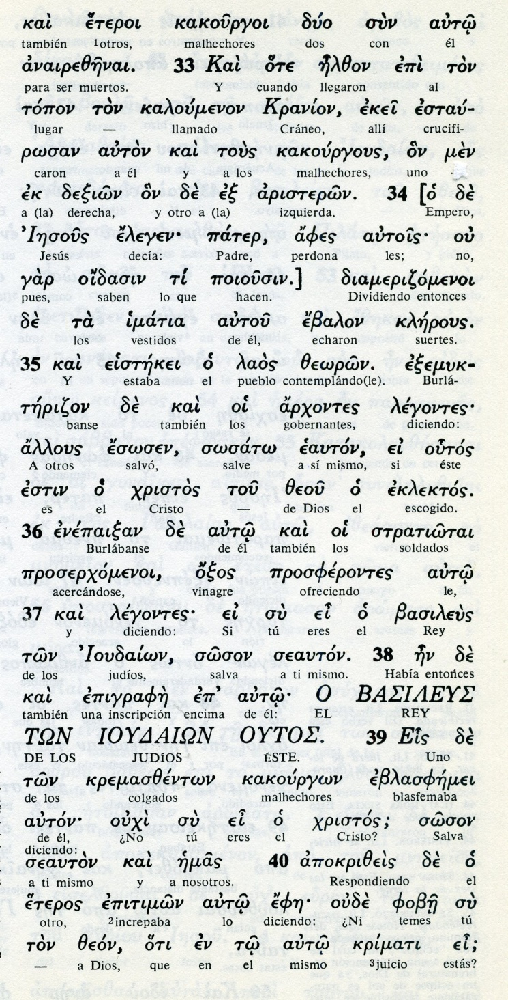 καὶ ἕτεροι κακοῦργοι δύο σὺν αὐτῷ
también ¹otros, malhechores dos con él
ἀναιρεθῆναι. 33 Καὶ ὅτε ἦλθον ἐπὶ τὸν
para ser muertos. Y cuando llegaron al
τόπον τὸν καλούμενον Κρανίον, ἐκεῖ ἐσταύ-
lugar llamado Cráneo, allí crucifi-
ρωσαν αὐτὸν καὶ τοὺς κακούργους, ὃν μὲν
caron a él y a los malhechores, uno —
ἐκ δεξιῶν ὃν δὲ ἐξ ἀριστερῶν. 34 [ὁ δὲ
a (la) derecha, y otro a (la) izquierda. Empero,
Ἰησοῦς ἔλεγεν· πάτερ, ἄφες αὐτοῖς· οὐ
Jesús decía: Padre, perdona les; no,
γὰρ οἴδασιν τί ποιοῦσιν.] διαμεριζόμενοι
pues, saben lo que hacen. Dividiendo entonces
δὲ τὰ ἱμάτια αὐτοῦ ἔβαλον κλήρους.
los vestidos de él, echaron suertes.
35 καὶ εἱστήκει ὁ λαὸς θεωρῶν. ἐξεμυκ-
Y estaba el pueblo contemplándo(le). Burlá-
τήριζον δὲ καὶ οἱ ἄρχοντες λέγοντες·
banse también los gobernantes, diciendo:
ἄλλους ἔσωσεν, σωσάτω ἑαυτόν, εἰ οὗτός
A otros salvó, salve a sí mismo, si éste
ἐστιν ὁ χριστὸς τοῦ θεοῦ ὁ ἐκλεκτός.
es el Cristo — de Dios el escogido.
36 ἐνέπαιξαν δὲ αὐτῷ καὶ οἱ στρατιῶται
Burlábanse de él también los soldados
προσερχόμενοι, ὄξος προσφέροντες αὐτῷ
acercándose, vinagre ofreciendo le,
37 καὶ λέγοντες· εἰ σὺ εἶ ὁ βασιλεὺς
y diciendo: Si tú eres el Rey
τῶν Ἰουδαίων, σῶσον σεαυτόν. 38 ἦν δὲ
de los judíos, salva a ti mismo. Había entonces
καὶ ἐπιγραφὴ ἐπ' αὐτῷ· Ο ΒΑΣΙΛΕΥΣ
también una inscripción encima de él: EL REY
ΤΩΝ ΙΟΥΔΑΙΩΝ ΟΥΤΟΣ. 39 Εἷς δὲ
DE LOS JUDÍOS ÉSTE. Y uno
τῶν κρεμασθέντων κακούργων ἐβλασφήμει
de los colgados malhechores blasfemaba
αὐτόν· οὐχὶ σὺ εἶ ὁ χριστός; σῶσον
de él, ¿No tú eres el Cristo? Salva
diciendo:
σεαυτὸν καὶ ἡμᾶς. 40 ἀποκριθεὶς δὲ ὁ
a ti mismo y a nosotros. Respondiendo el
ἕτερος ἐπιτιμῶν αὐτῷ ἔφη· οὐδὲ φοβῇ σὺ
otro, ²increpaba lo diciendo: ¿Ni temes tú
τὸν θεόν, ὅτι ἐν τῷ αὐτῷ κρίματι εἶ;
— a Dios, que en el mismo ³juicio estás?